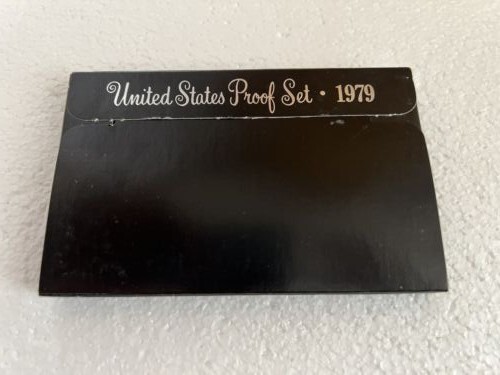 United States Proof Set • 1979